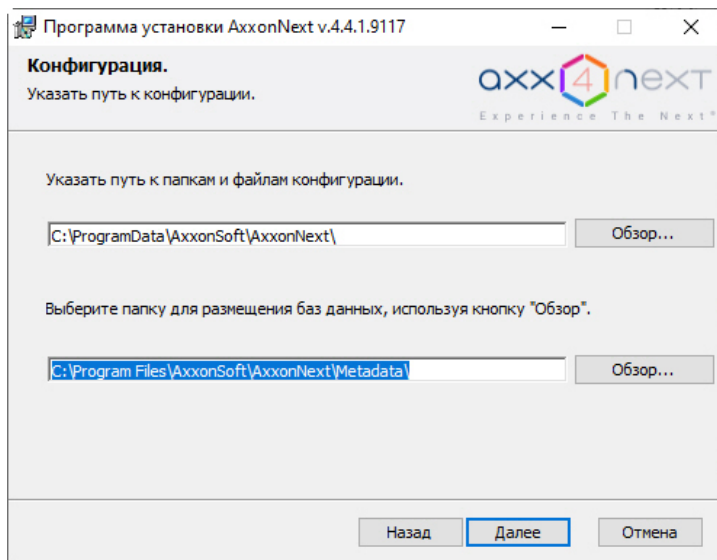 Программа установки AxxonNext v.4.4.1.9117
Конфигурация.
Указать путь к конфигурации.
axx4next
Experience The Next®
Указать путь к папкам и файлам конфигурации.
C:\ProgramData\AxxonSoft\AxxonNext\
Обзор...
Выберите папку для размещения баз данных, используя кнопку "Обзор".
C:\Program Files\AxxonSoft\AxxonNext\Metadata\
Обзор...
Назад
Далее
Отмена